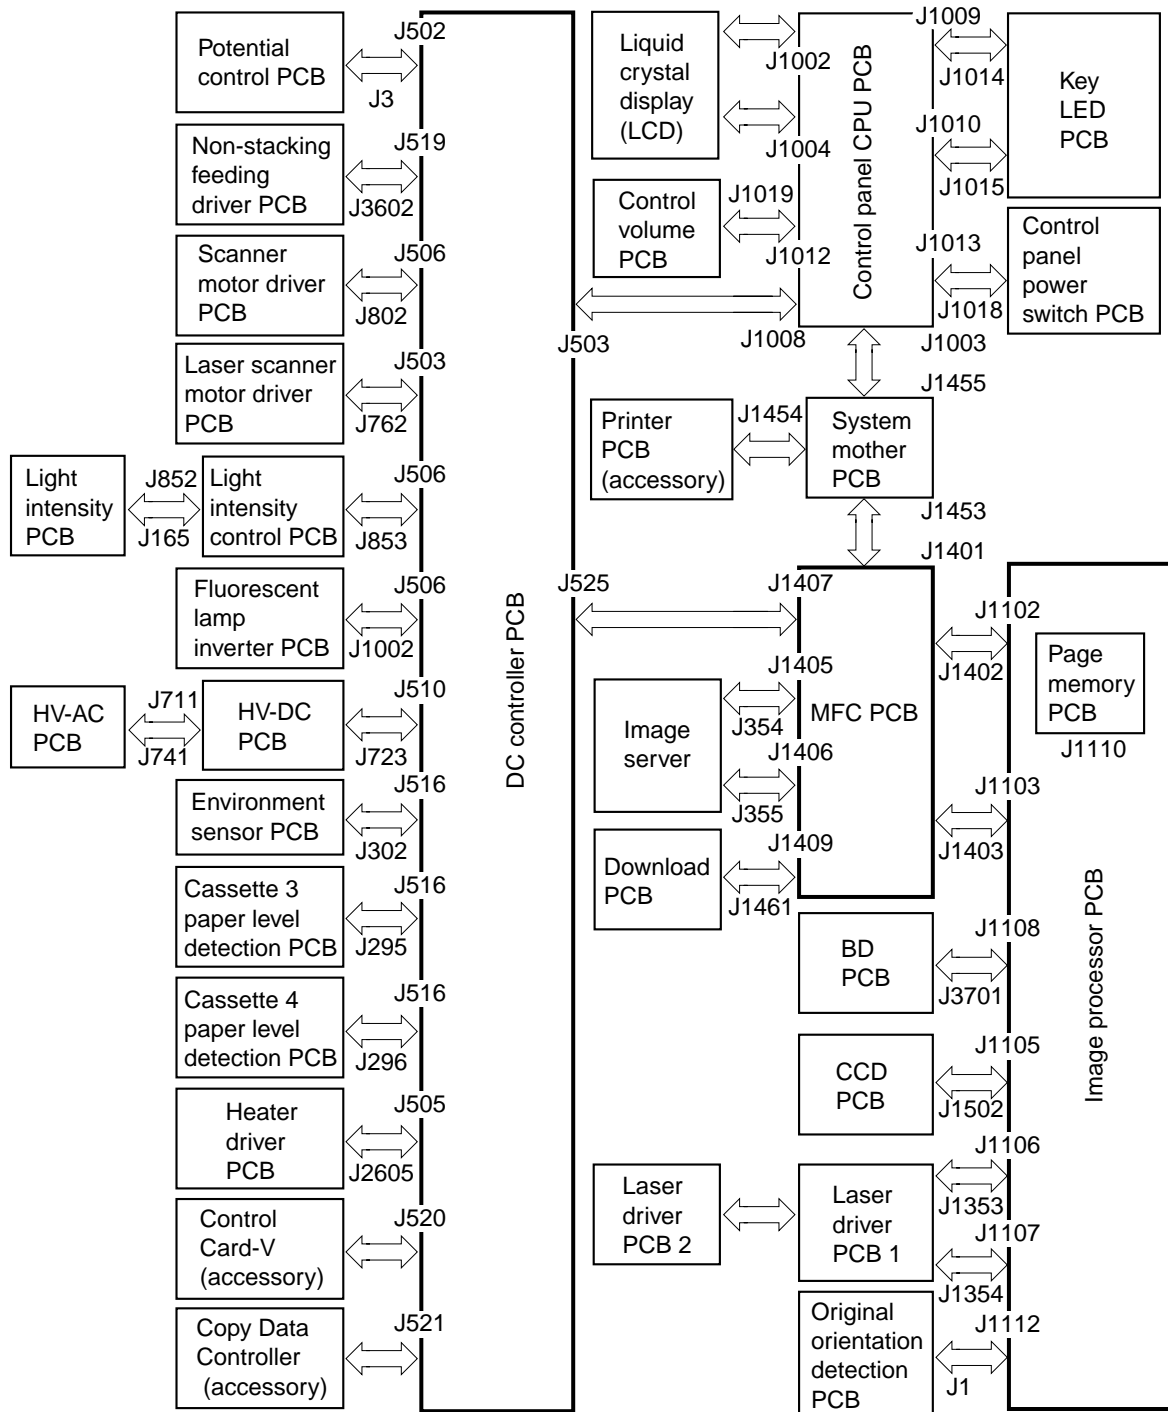 J502
Potential
control PCB
J3
J519
Non-stacking
feeding
driver PCB
J3602
J506
Scanner
motor driver
PCB
J802
J503
Laser scanner
motor driver
PCB
J762
Light
intensity
PCB
J852
J165
Light
intensity
control PCB
J506
J853
J506
Fluorescent
lamp
inverter PCB
J1002
HV-AC
PCB
J711
J741
HV-DC
PCB
J510
J723
J516
Environment
sensor PCB
J302
J516
Cassette 3
paper level
detection PCB
J295
J516
Cassette 4
paper level
detection PCB
J296
J505
Heater
driver
PCB
J2605
J520
Control
Card-V
(accessory)
J521
Copy Data
Controller
(accessory)
DC controller PCB
J503
J525
Liquid
crystal
display
(LCD)
J1002
J1004
Control
volume
PCB
J1019
J1012
J1008
Control panel CPU PCB
J1009
J1014
J1010
J1015
Key
LED
PCB
J1013
J1018
Control
panel
power
switch PCB
J1003
J1455
Printer
PCB
(accessory)
J1454
System
mother
PCB
J1453
J1401
J1407
J1405
J354
Image
server
J1406
J355
J1409
Download
PCB
J1461
MFC PCB
J1102
J1402
Page
memory
PCB
J1110
J1103
J1403
Image processor PCB
BD
PCB
J1108
J3701
CCD
PCB
J1105
J1502
Laser
driver
PCB 2
Laser
driver
PCB 1
J1106
J1353
J1107
J1354
Original
orientation
detection
PCB
J1112
J1